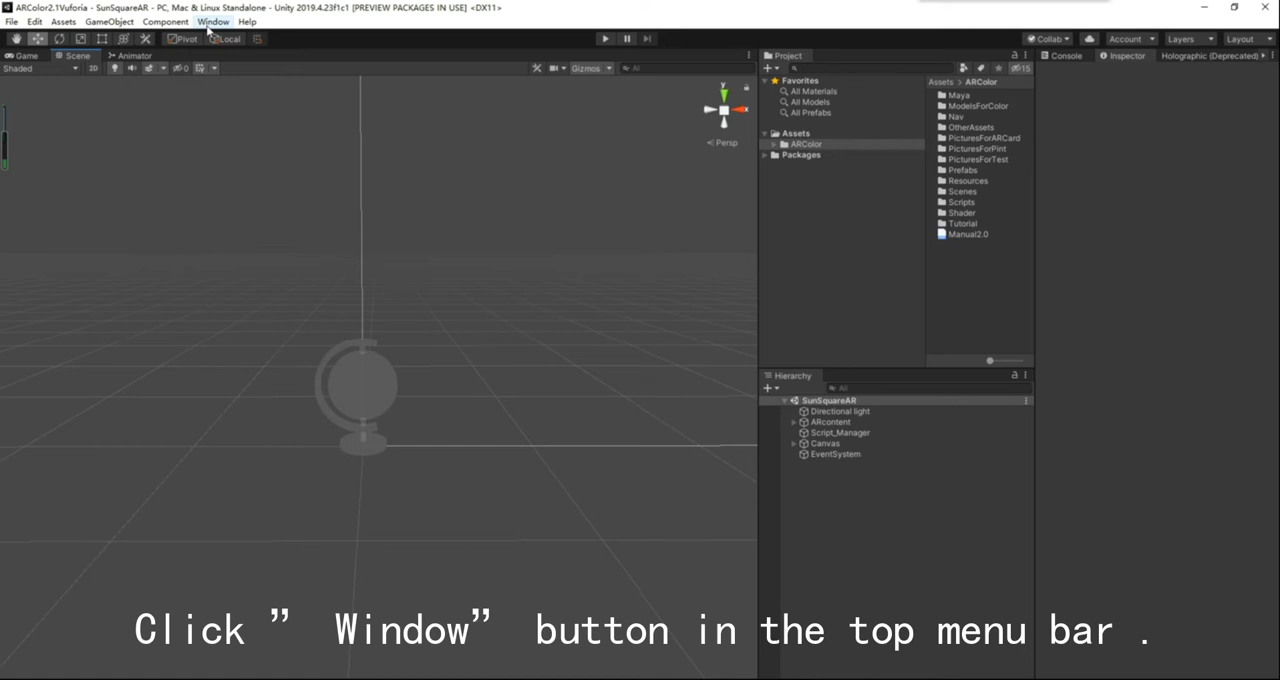 ARColor2.1Vuforia - SunSquareAR - PC, Mac & Linux Standalone - Unity 2019.4.23f1c1 [PREVIEW PACKAGES IN USE] <DX11>
File Edit Assets GameObject Component Window Help
Pivot Local Collab Account Layers Layout
Game Scene Animator
Shaded 2D 0 Gizmos All
y
x
Persp
Project
15
Favorites
All Materials
All Models
All Prefabs
Assets
ARColor
Packages
Assets ARColor
Maya
ModelsForColor
Nav
OtherAssets
PicturesForARCard
PicturesForPint
PicturesForTest
Prefabs
Resources
Scenes
Scripts
Shader
Tutorial
Manual2.0
Hierarchy
All
SunSquareAR
Directional light
ARcontent
Script_Manager
Canvas
EventSystem
Console Inspector Holographic (Deprecated)
Click ” Window” button in the top menu bar .